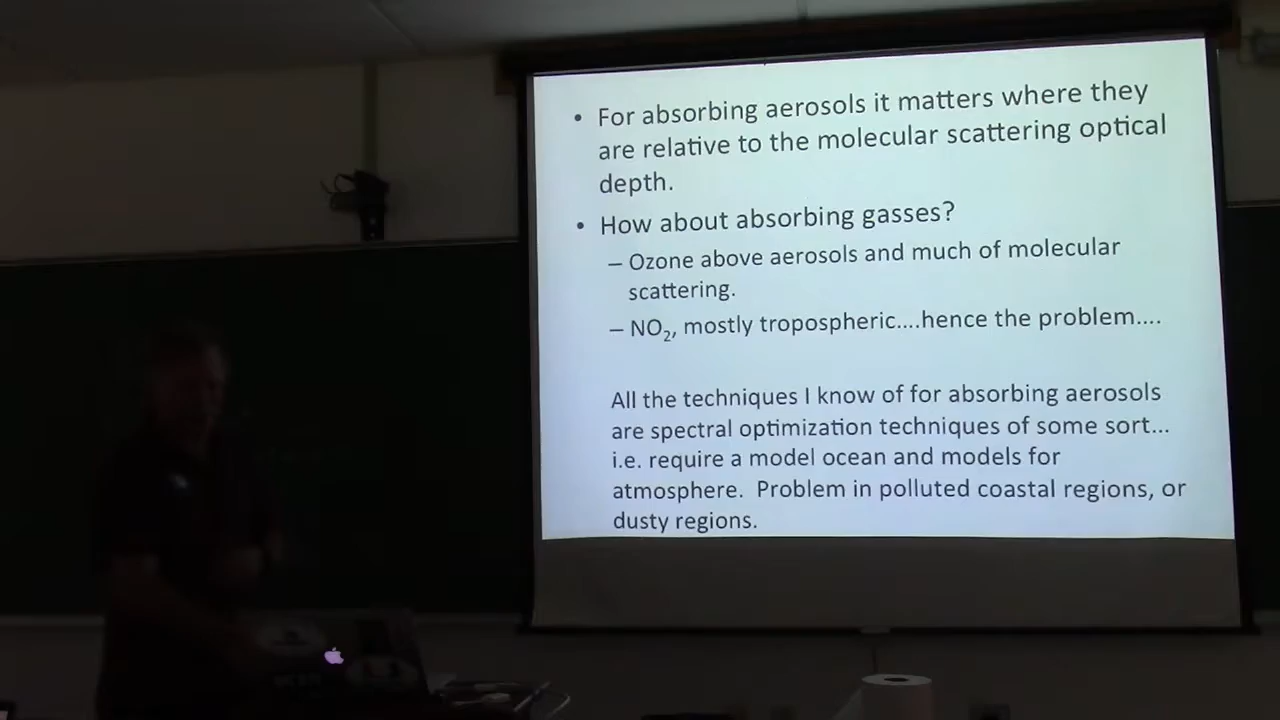 • For absorbing aerosols it matters where they
are relative to the molecular scattering optical
depth.
• How about absorbing gasses?
– Ozone above aerosols and much of molecular
scattering.
– NO2, mostly tropospheric....hence the problem....
All the techniques I know of for absorbing aerosols
are spectral optimization techniques of some sort...
i.e. require a model ocean and models for
atmosphere. Problem in polluted coastal regions, or
dusty regions.